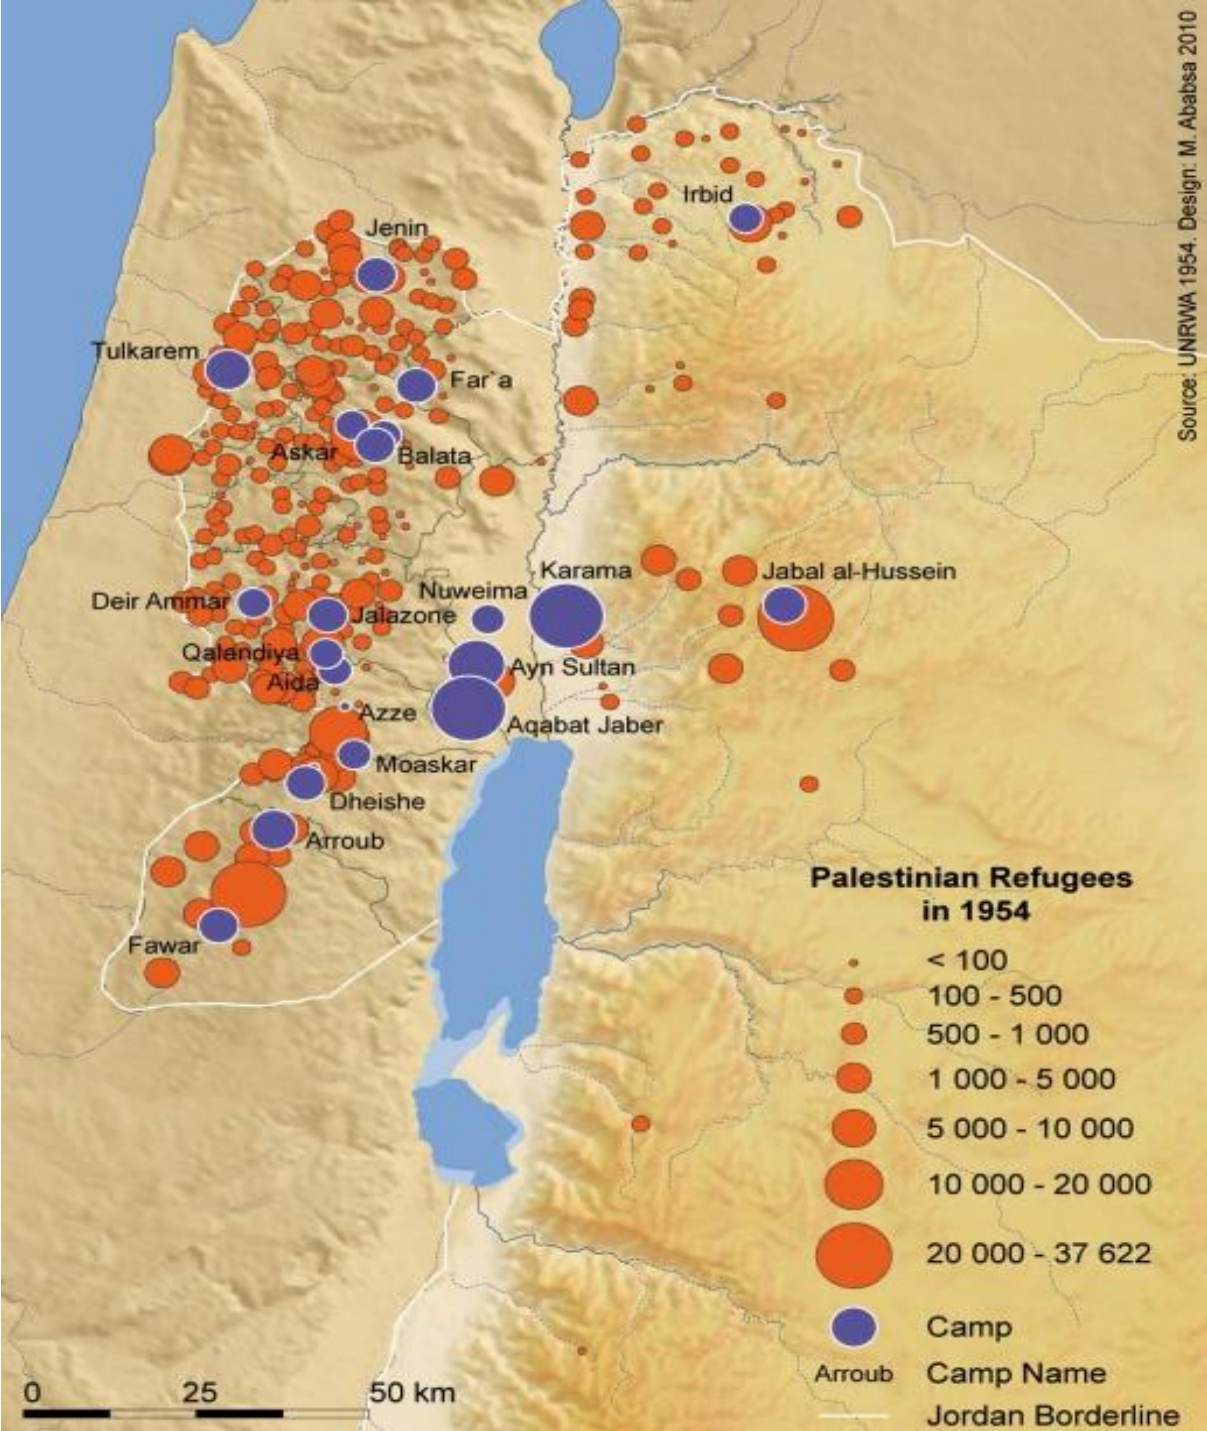 Source: UNRWA 1954. Design: M. Ababsa 2010
Irbid
Jenin
Tulkarem
Far`a
Askar
Balata
Karama
Jabal al-Hussein
Nuweima
Deir Ammar
Jalazone
Qalandiya
Ayn Sultan
Aida
Azze
Aqabat Jaber
Moaskar
Dheishe
Arroub
Fawar
Palestinian Refugees
in 1954
< 100
100 - 500
500 - 1 000
1 000 - 5 000
5 000 - 10 000
10 000 - 20 000
20 000 - 37 622
Camp
Arroub Camp Name
Jordan Borderline
0 25 50 km